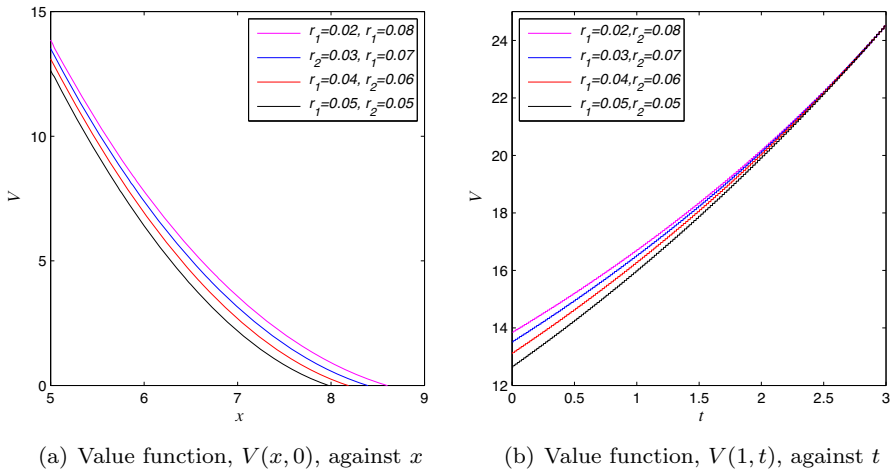 15
10
5
0
5
6
7
8
9
V
x
r1=0.02, r1=0.08
r2=0.03, r1=0.07
r1=0.04, r2=0.06
r1=0.05, r2=0.05
26
24
22
20
18
16
14
12
0
0.5
1
1.5
2
2.5
3
V
t
r1=0.02,r2=0.08
r1=0.03,r2=0.07
r1=0.04,r2=0.06
r1=0.05,r2=0.05
(a) Value function, V(x, 0), against x
(b) Value function, V(1, t), against t